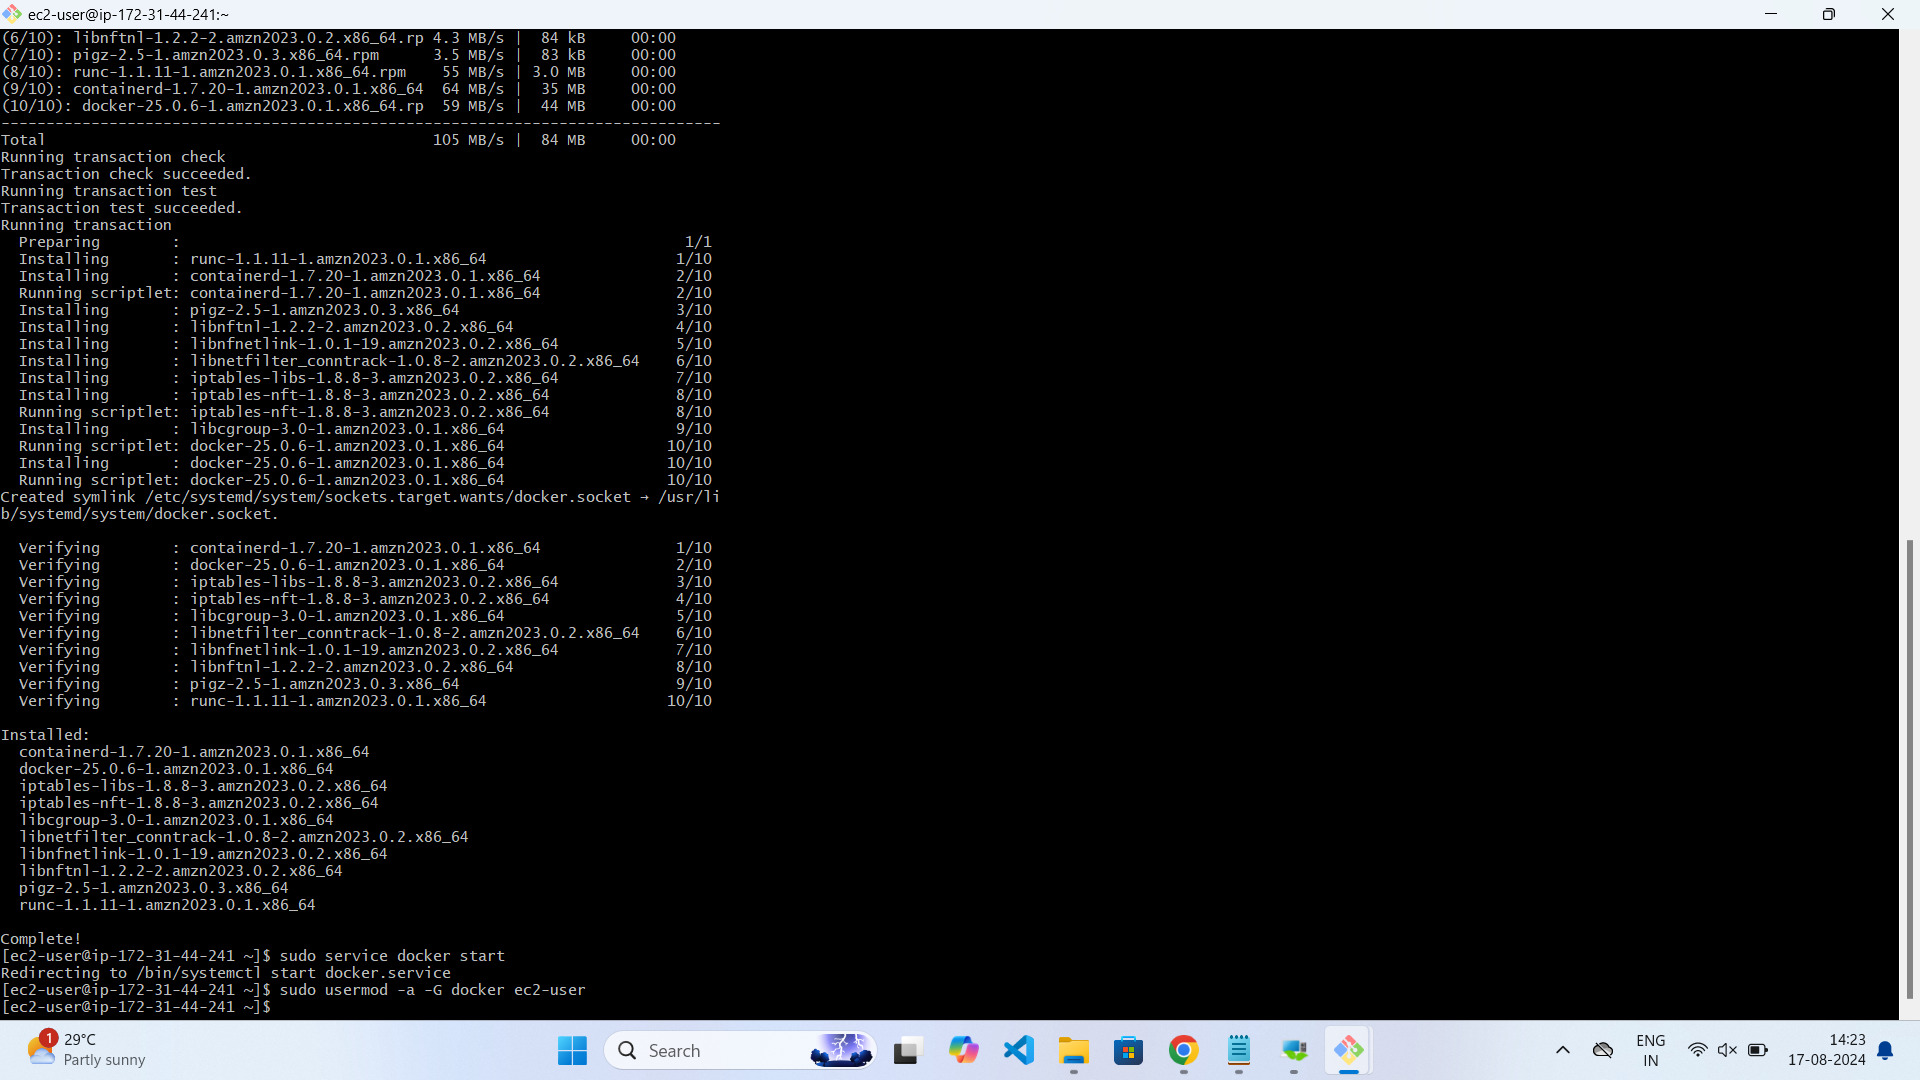 ec2-user@ip-172-31-44-241:~
(6/10): libnftnl-1.2.2-2.amzn2023.0.2.x86_64.rp 4.3 MB/s |  84 kB     00:00
(7/10): pigz-2.5-1.amzn2023.0.3.x86_64.rpm      3.5 MB/s |  83 kB     00:00
(8/10): runc-1.1.11-1.amzn2023.0.1.x86_64.rpm    55 MB/s | 3.0 MB     00:00
(9/10): containerd-1.7.20-1.amzn2023.0.1.x86_64  64 MB/s |  35 MB     00:00
(10/10): docker-25.0.6-1.amzn2023.0.1.x86_64.rp  59 MB/s |  44 MB     00:00
--------------------------------------------------------------------------------
Total                                           105 MB/s |  84 MB     00:00
Running transaction check
Transaction check succeeded.
Running transaction test
Transaction test succeeded.
Running transaction
  Preparing        :                                                        1/1
  Installing       : runc-1.1.11-1.amzn2023.0.1.x86_64                     1/10
  Installing       : containerd-1.7.20-1.amzn2023.0.1.x86_64               2/10
  Running scriptlet: containerd-1.7.20-1.amzn2023.0.1.x86_64               2/10
  Installing       : pigz-2.5-1.amzn2023.0.3.x86_64                        3/10
  Installing       : libnftnl-1.2.2-2.amzn2023.0.2.x86_64                  4/10
  Installing       : libnfnetlink-1.0.1-19.amzn2023.0.2.x86_64             5/10
  Installing       : libnetfilter_conntrack-1.0.8-2.amzn2023.0.2.x86_64    6/10
  Installing       : iptables-libs-1.8.8-3.amzn2023.0.2.x86_64             7/10
  Installing       : iptables-nft-1.8.8-3.amzn2023.0.2.x86_64              8/10
  Running scriptlet: iptables-nft-1.8.8-3.amzn2023.0.2.x86_64              8/10
  Installing       : libcgroup-3.0-1.amzn2023.0.1.x86_64                   9/10
  Running scriptlet: docker-25.0.6-1.amzn2023.0.1.x86_64                  10/10
  Installing       : docker-25.0.6-1.amzn2023.0.1.x86_64                  10/10
  Running scriptlet: docker-25.0.6-1.amzn2023.0.1.x86_64                  10/10
Created symlink /etc/systemd/system/sockets.target.wants/docker.socket → /usr/li
b/systemd/system/docker.socket.
  Verifying        : containerd-1.7.20-1.amzn2023.0.1.x86_64               1/10
  Verifying        : docker-25.0.6-1.amzn2023.0.1.x86_64                   2/10
  Verifying        : iptables-libs-1.8.8-3.amzn2023.0.2.x86_64             3/10
  Verifying        : iptables-nft-1.8.8-3.amzn2023.0.2.x86_64              4/10
  Verifying        : libcgroup-3.0-1.amzn2023.0.1.x86_64                   5/10
  Verifying        : libnetfilter_conntrack-1.0.8-2.amzn2023.0.2.x86_64    6/10
  Verifying        : libnfnetlink-1.0.1-19.amzn2023.0.2.x86_64             7/10
  Verifying        : libnftnl-1.2.2-2.amzn2023.0.2.x86_64                  8/10
  Verifying        : pigz-2.5-1.amzn2023.0.3.x86_64                        9/10
  Verifying        : runc-1.1.11-1.amzn2023.0.1.x86_64                    10/10
Installed:
  containerd-1.7.20-1.amzn2023.0.1.x86_64
  docker-25.0.6-1.amzn2023.0.1.x86_64
  iptables-libs-1.8.8-3.amzn2023.0.2.x86_64
  iptables-nft-1.8.8-3.amzn2023.0.2.x86_64
  libcgroup-3.0-1.amzn2023.0.1.x86_64
  libnetfilter_conntrack-1.0.8-2.amzn2023.0.2.x86_64
  libnfnetlink-1.0.1-19.amzn2023.0.2.x86_64
  libnftnl-1.2.2-2.amzn2023.0.2.x86_64
  pigz-2.5-1.amzn2023.0.3.x86_64
  runc-1.1.11-1.amzn2023.0.1.x86_64
Complete!
[ec2-user@ip-172-31-44-241 ~]$ sudo service docker start
Redirecting to /bin/systemctl start docker.service
[ec2-user@ip-172-31-44-241 ~]$ sudo usermod -a -G docker ec2-user
[ec2-user@ip-172-31-44-241 ~]$
1
29°C
Partly sunny
Search
ENG
IN
14:23
17-08-2024